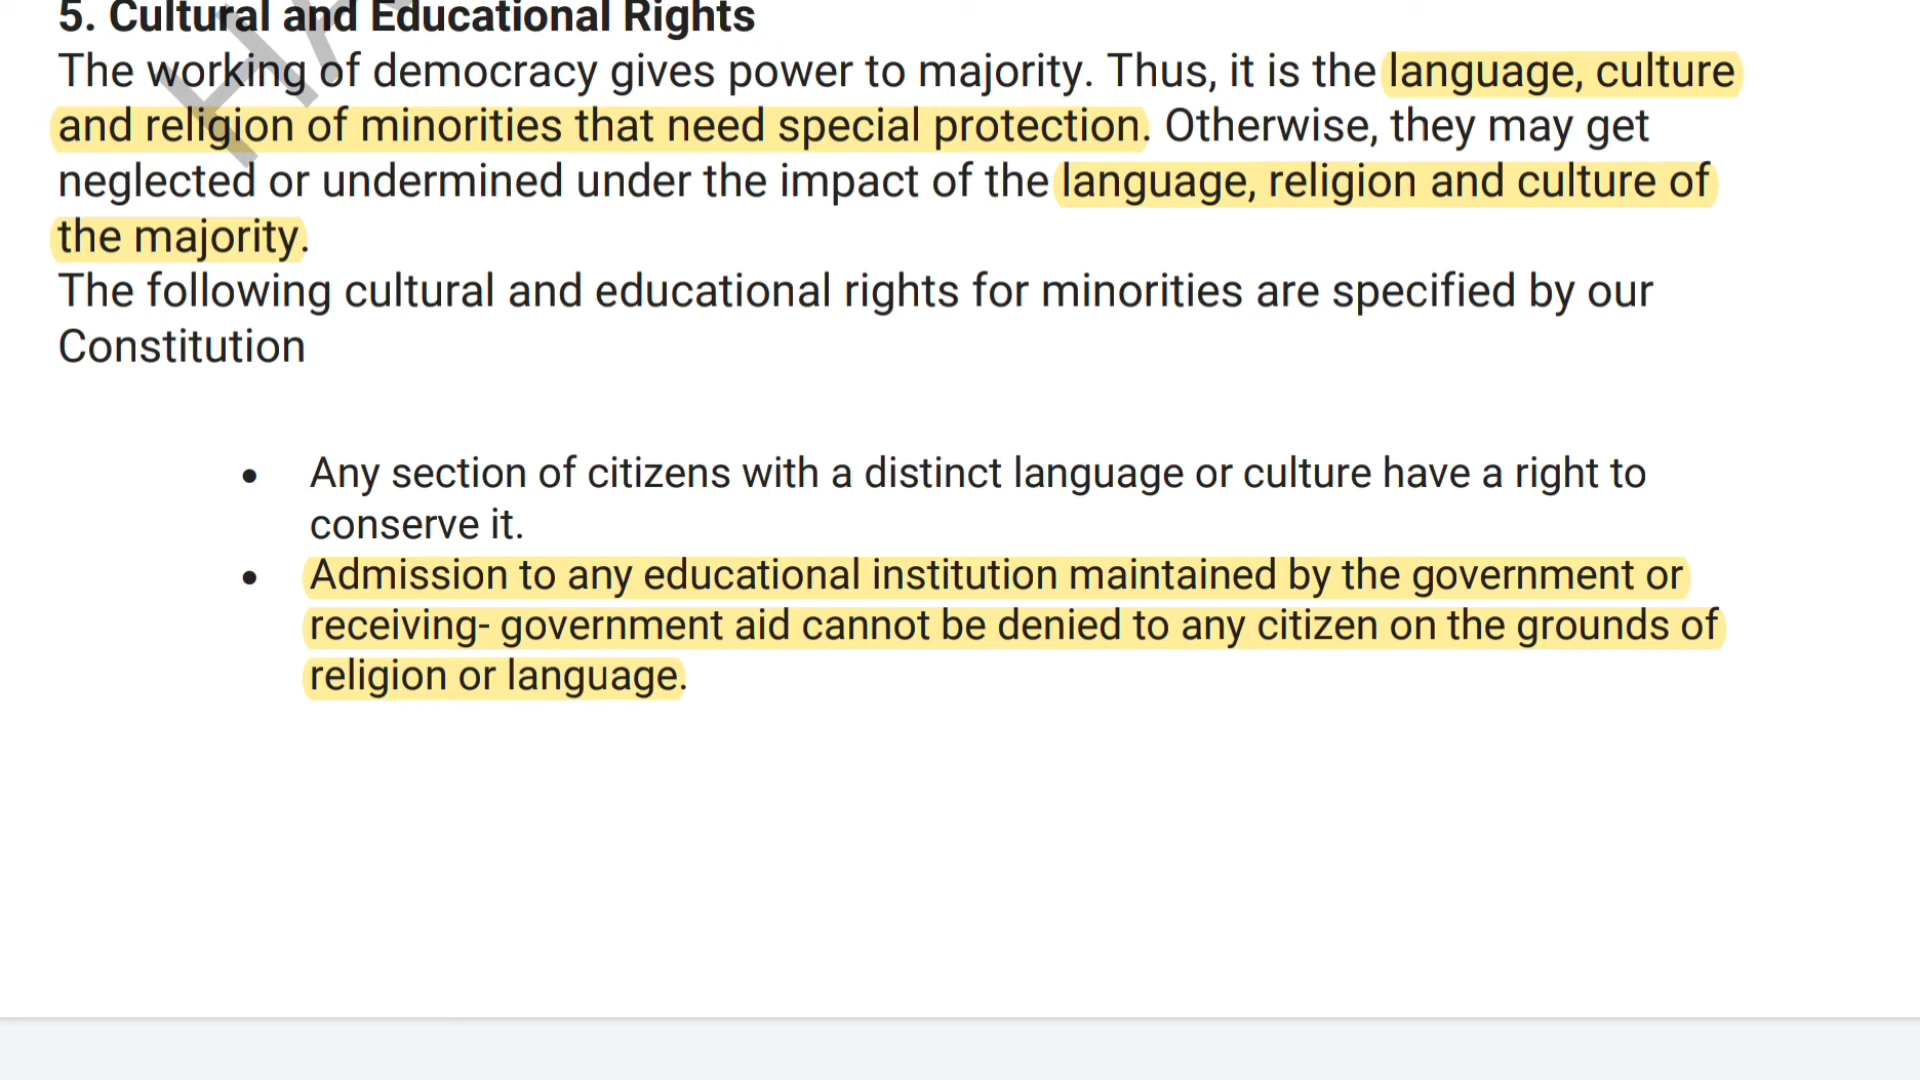 5. Cultural and Educational Rights
The working of democracy gives power to majority. Thus, it is the language, culture
and religion of minorities that need special protection. Otherwise, they may get
neglected or undermined under the impact of the language, religion and culture of
the majority.
The following cultural and educational rights for minorities are specified by our
Constitution
• Any section of citizens with a distinct language or culture have a right to
conserve it.
• Admission to any educational institution maintained by the government or
receiving- government aid cannot be denied to any citizen on the grounds of
religion or language.